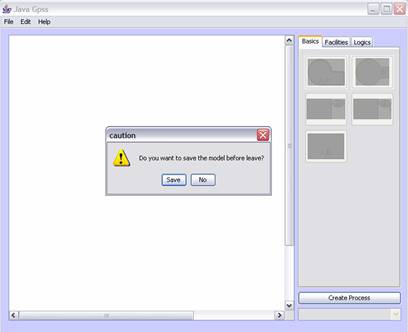 Java Gpss
File Edit Help
Basics Facilities Logics
caution
Do you want to save the model before leave?
Save No
Create Process